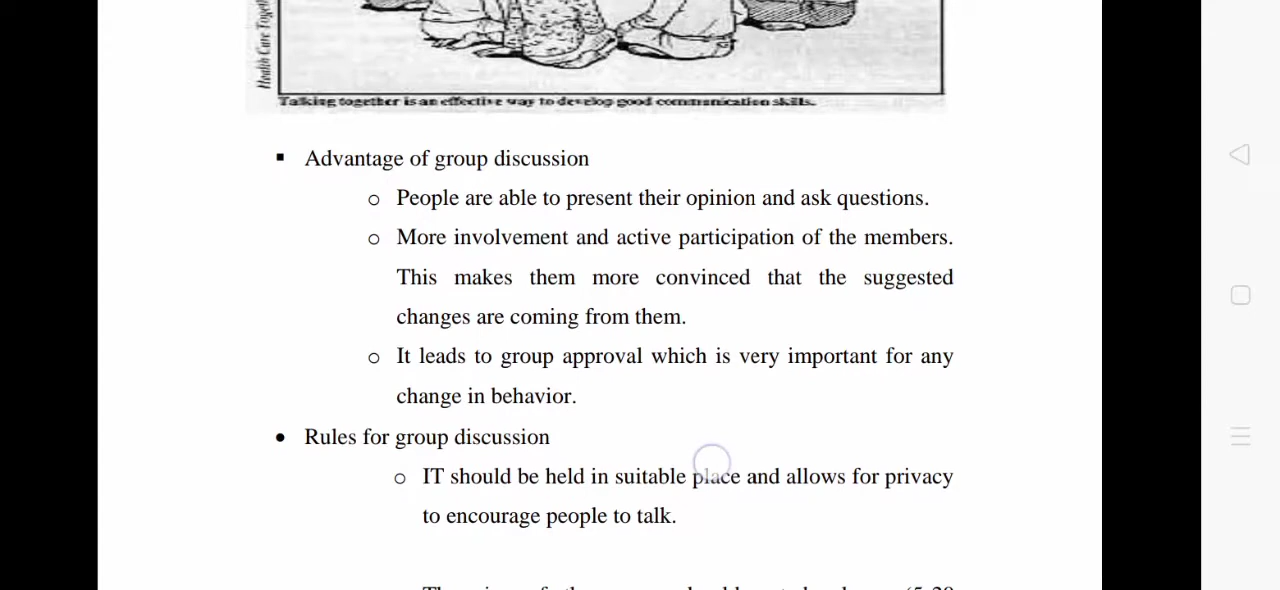 Health Care Together
Talking together is an effective way to develop good communication skills.
▪ Advantage of group discussion
o People are able to present their opinion and ask questions.
o More involvement and active participation of the members.
This makes them more convinced that the suggested
changes are coming from them.
o It leads to group approval which is very important for any
change in behavior.
• Rules for group discussion
o IT should be held in suitable place and allows for privacy
to encourage people to talk.